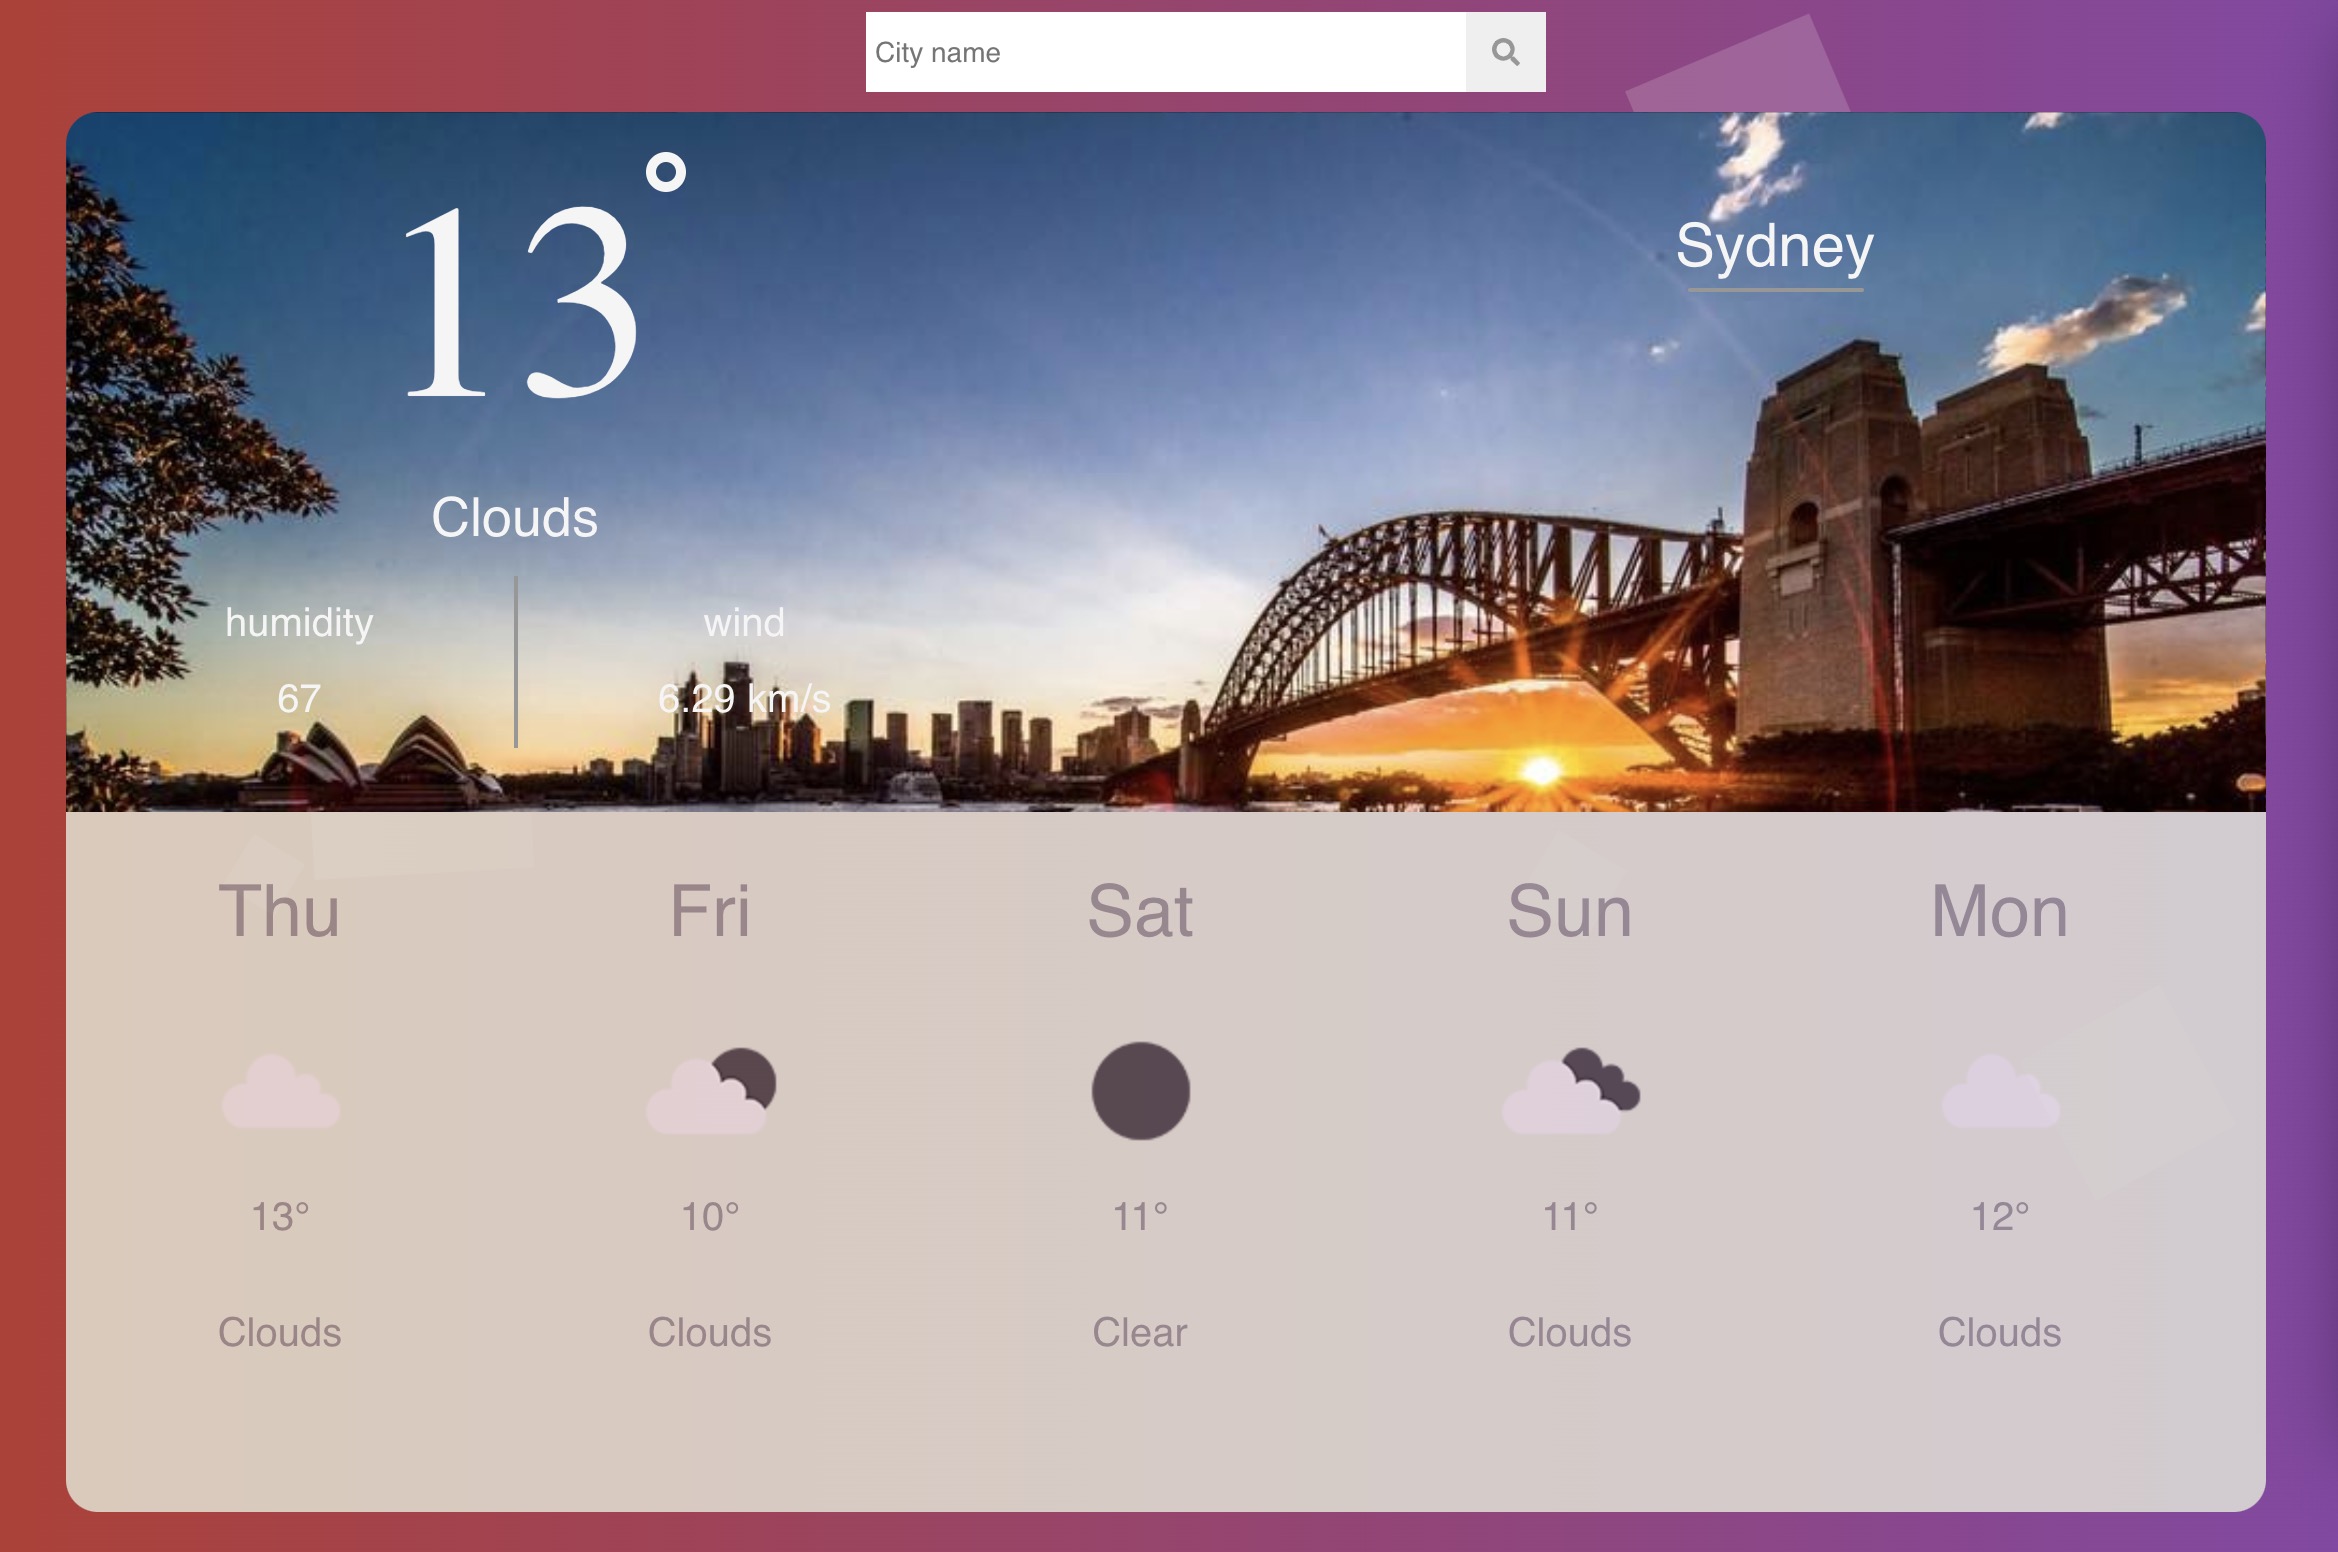 City name
13°
Sydney
Clouds
humidity wind
67 6.29 km/s
Thu Fri Sat Sun Mon
13° 10° 11° 11° 12°
Clouds Clouds Clear Clouds Clouds